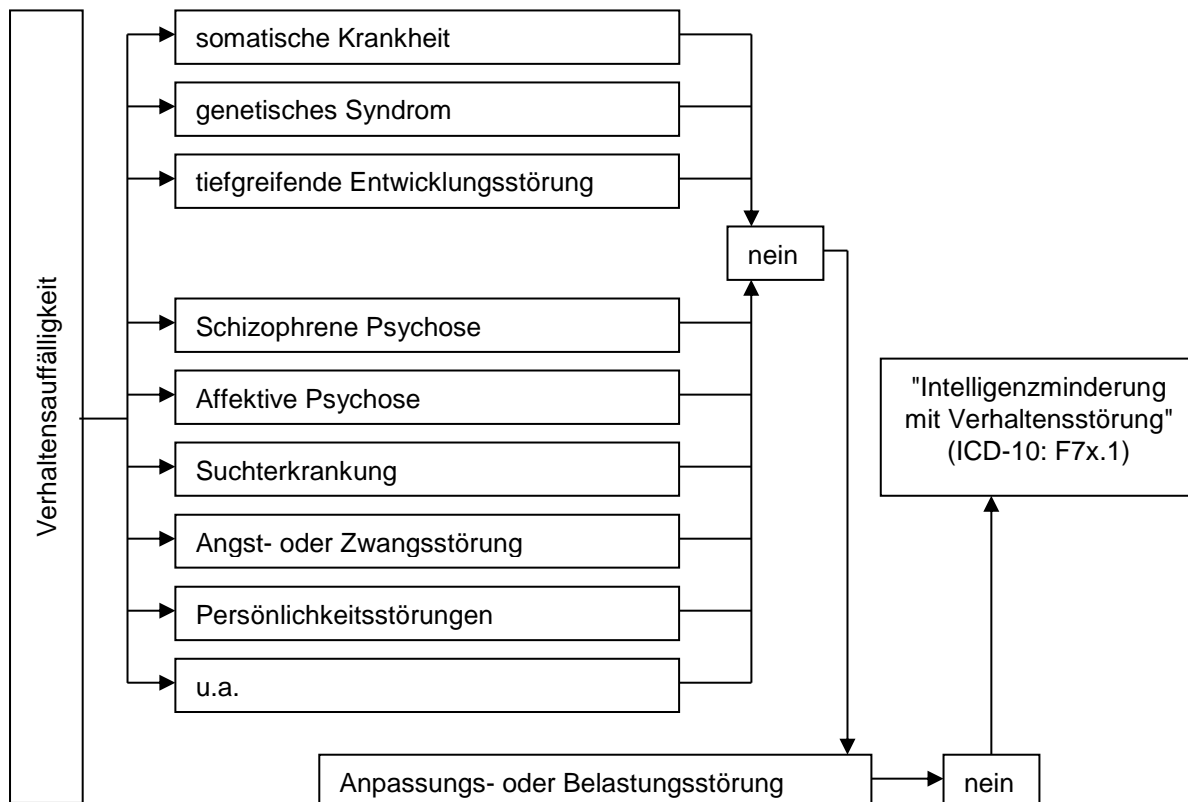 Verhaltensauffälligkeit
somatische Krankheit
genetisches Syndrom
tiefgreifende Entwicklungsstörung
nein
Schizophrene Psychose
Affektive Psychose
Suchterkrankung
Angst- oder Zwangsstörung
Persönlichkeitsstörungen
u.a.
"Intelligenzminderung
mit Verhaltensstörung"
(ICD-10: F7x.1)
Anpassungs- oder Belastungsstörung
nein